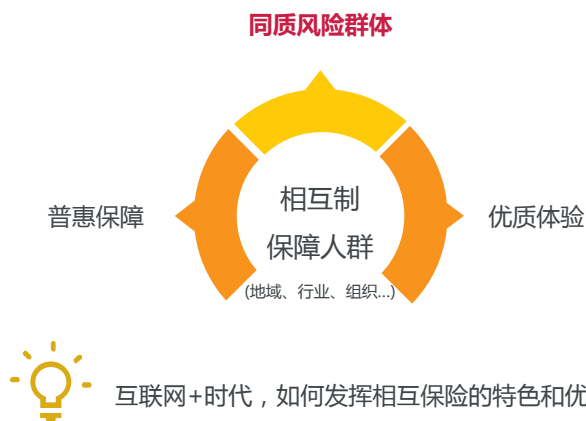 同质风险群体
普惠保障
相互制
保障人群
(地域、行业、组织...)
优质体验
互联网+时代，如何发挥相互保险的特色和优